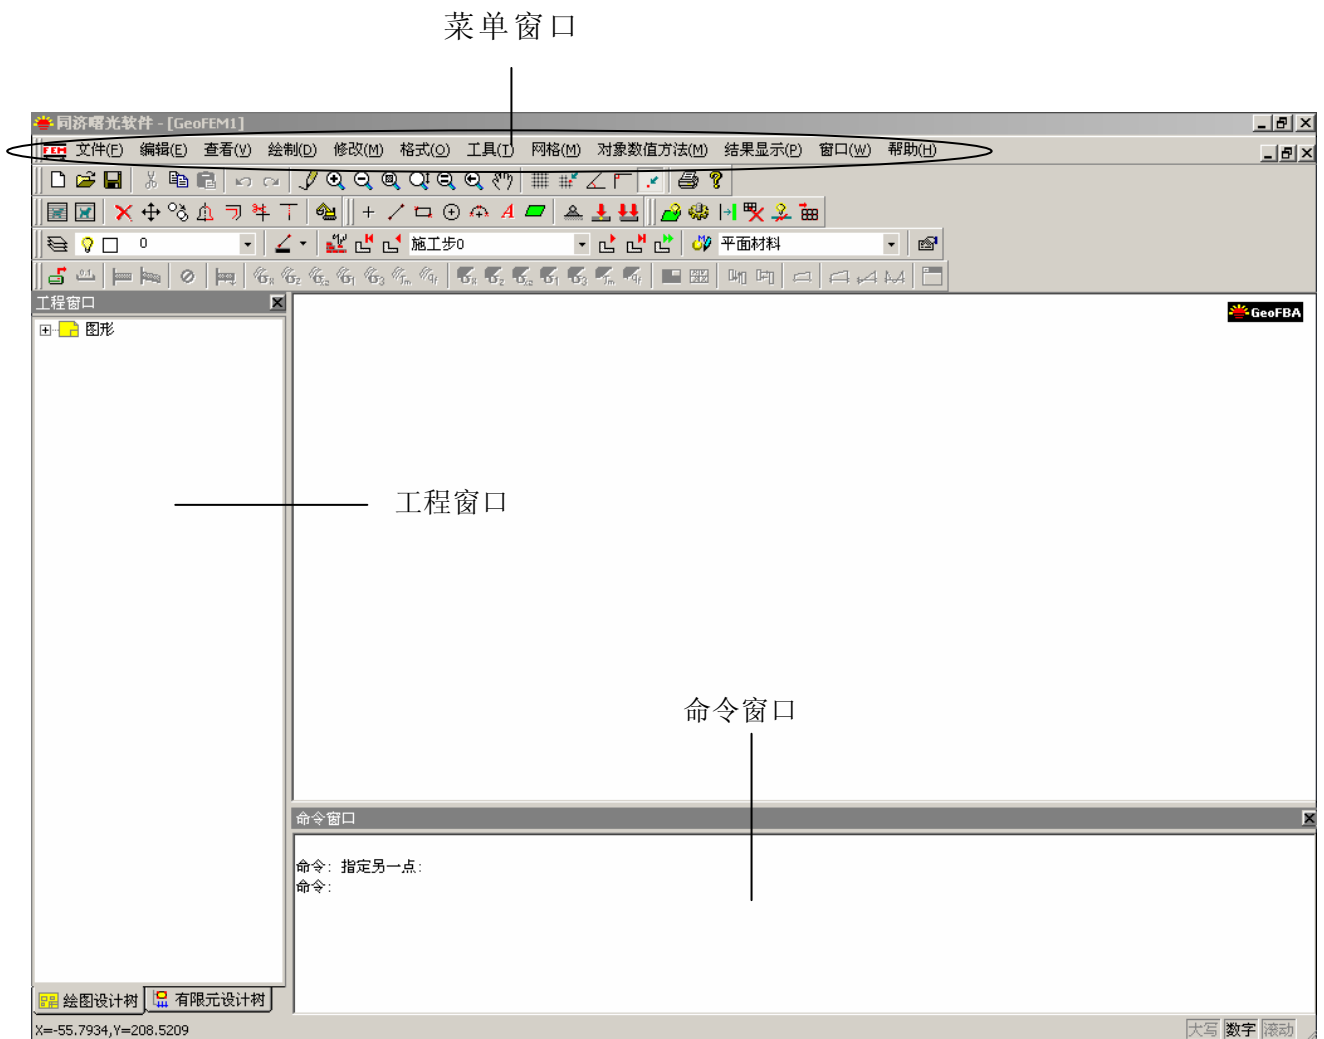 菜单窗口
同济曙光软件 - [GeoFEM1]
FEM 文件(F) 编辑(E) 查看(V) 绘制(D) 修改(M) 格式(O) 工具(T) 网格(M) 对象数值方法(M) 结果显示(P) 窗口(W) 帮助(H)
0 施工步0 平面材料
工程窗口
GeoFBA
图形
工程窗口
命令窗口
命令窗口
命令: 指定另一点:
命令:
绘图设计树 有限元设计树
X=-55.7934,Y=208.5209 大写 数字 滚动